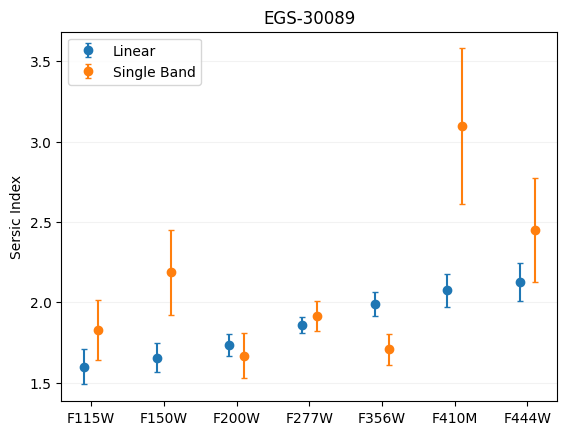 EGS-30089
Linear
Single Band
Sersic Index
3.5
3.0
2.5
2.0
1.5
F115W F150W F200W F277W F356W F410M F444W